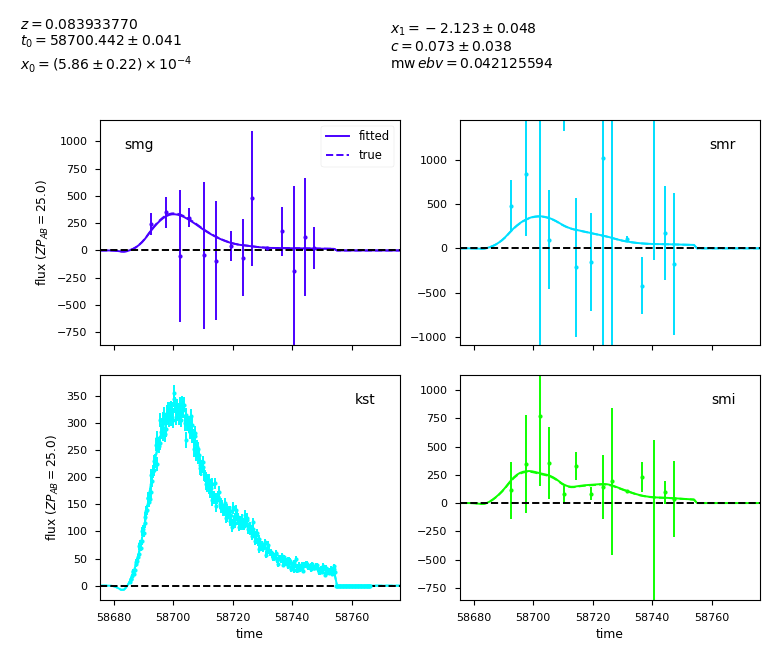 z = 0.083933770
t₀ = 58700.442 ± 0.041
x₀ = (5.86 ± 0.22) × 10⁻⁴
x₁ = −2.123 ± 0.048
c = 0.073 ± 0.038
mw ebv = 0.042125594
smg
fitted
true
1000
750
500
250
0
−250
−500
−750
flux (ZP_AB = 25.0)
smr
1000
500
0
−500
−1000
kst
350
300
250
200
150
100
50
0
flux (ZP_AB = 25.0)
58680 58700 58720 58740 58760
time
smi
1000
750
500
250
0
−250
−500
−750
58680 58700 58720 58740 58760
time